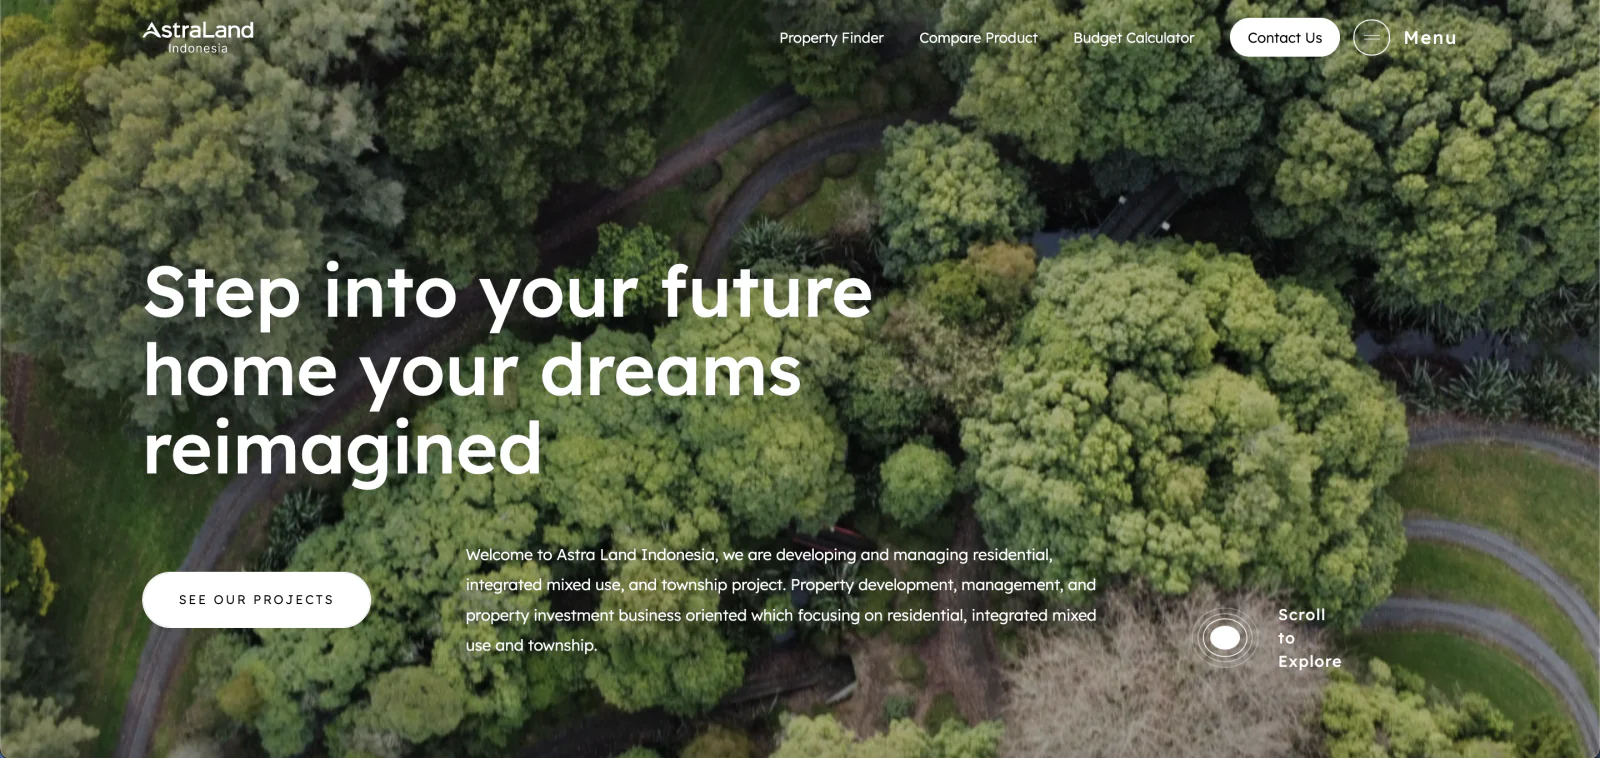 AstraLand
Indonesia
Property Finder
Compare Product
Budget Calculator
Contact Us
Menu
Step into your future
home your dreams
reimagined
SEE OUR PROJECTS
Welcome to Astra Land Indonesia, we are developing and managing residential,
integrated mixed use, and township project. Property development, management, and
property investment business oriented which focusing on residential, integrated mixed
use and township.
Scroll
to
Explore